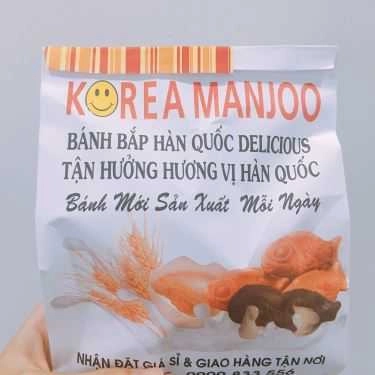 KOREA MANJOO
BÁNH BẮP HÀN QUỐC DELICIOUS
TẬN HƯỞNG HƯƠNG VỊ HÀN QUỐC
Bánh Mới Sản Xuất Mỗi Ngày
NHẬN ĐẶT GIÁ SỈ & GIAO HÀNG TẬN NƠI